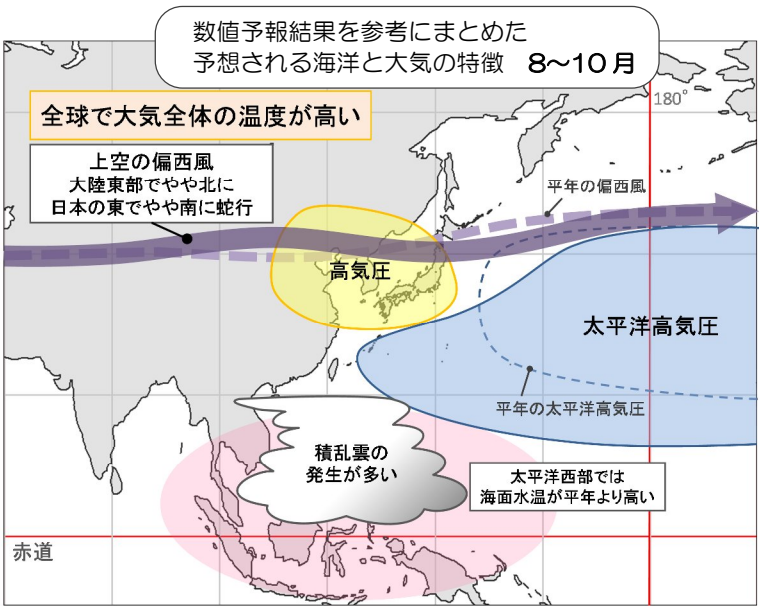 数値予報結果を参考にまとめた
予想される海洋と大気の特徴 8～10月
180°
全球で大気全体の温度が高い
上空の偏西風
大陸東部でやや北に
日本の東でやや南に蛇行
平年の偏西風
高気圧
太平洋高気圧
平年の太平洋高気圧
積乱雲の
発生が多い
太平洋西部では
海面水温が平年より高い
赤道